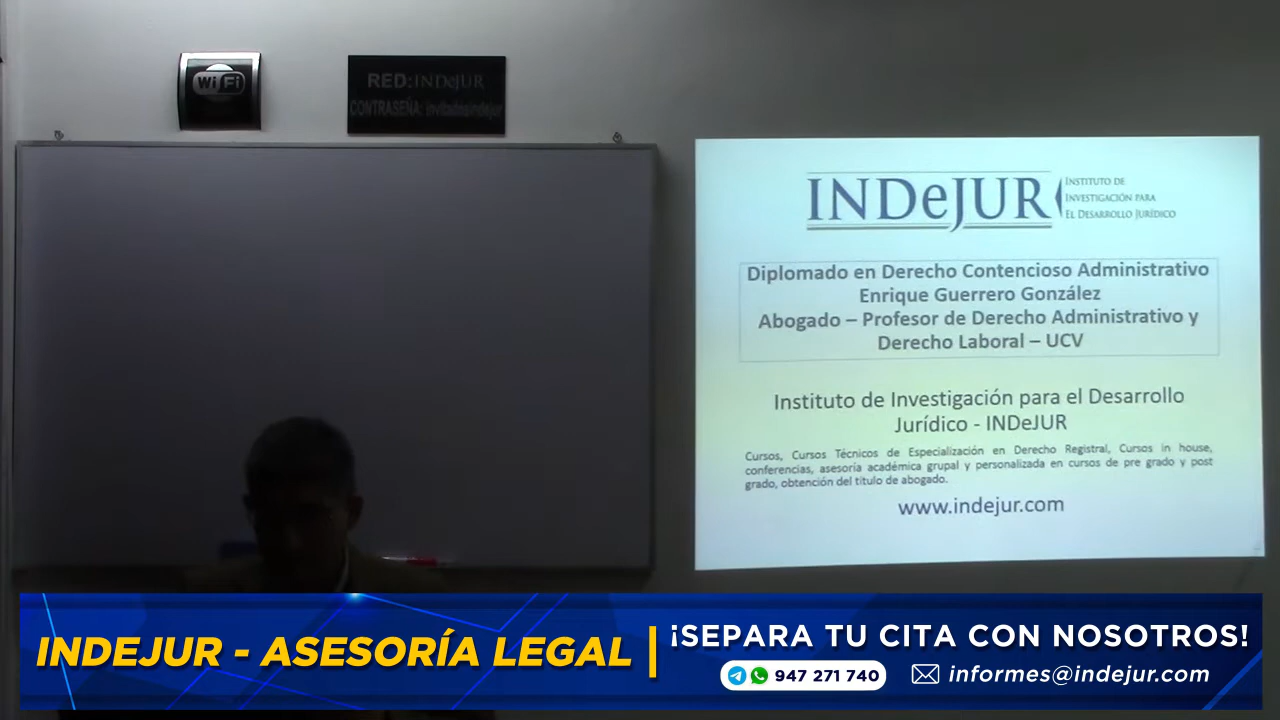 WiFi
RED:INDeJUR
CONTRASEÑA: invitadoindejur
INDeJUR
INSTITUTO DE
INVESTIGACIÓN PARA
EL DESARROLLO JURÍDICO
Diplomado en Derecho Contencioso Administrativo
Enrique Guerrero González
Abogado – Profesor de Derecho Administrativo y
Derecho Laboral – UCV
Instituto de Investigación para el Desarrollo
Jurídico - INDeJUR
Cursos, Cursos Técnicos de Especialización en Derecho Registral, Cursos in house,
conferencias, asesoría académica grupal y personalizada en cursos de pre grado y post
grado, obtención del titulo de abogado.
www.indejur.com
INDEJUR - ASESORÍA LEGAL
¡SEPARA TU CITA CON NOSOTROS!
947 271 740
informes@indejur.com